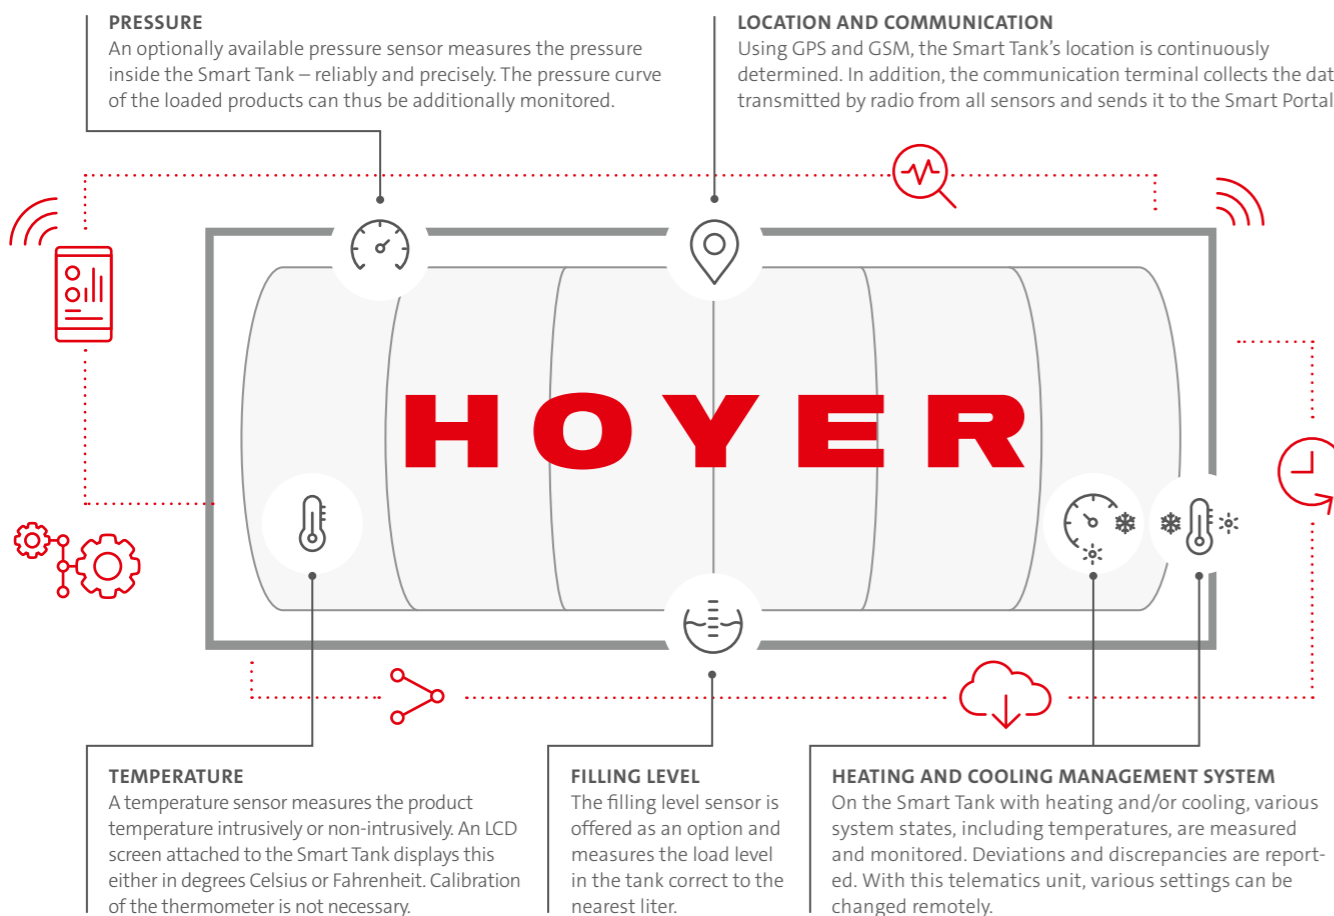 PRESSURE
An optionally available pressure sensor measures the pressure
inside the Smart Tank – reliably and precisely. The pressure curve
of the loaded products can thus be additionally monitored.
LOCATION AND COMMUNICATION
Using GPS and GSM, the Smart Tank’s location is continuously
determined. In addition, the communication terminal collects the dat
transmitted by radio from all sensors and sends it to the Smart Portal
HOYER
TEMPERATURE
A temperature sensor measures the product
temperature intrusively or non-intrusively. An LCD
screen attached to the Smart Tank displays this
either in degrees Celsius or Fahrenheit. Calibration
of the thermometer is not necessary.
FILLING LEVEL
The filling level sensor is
offered as an option and
measures the load level
in the tank correct to the
nearest liter.
HEATING AND COOLING MANAGEMENT SYSTEM
On the Smart Tank with heating and/or cooling, various
system states, including temperatures, are measured
and monitored. Deviations and discrepancies are report-
ed. With this telematics unit, various settings can be
changed remotely.